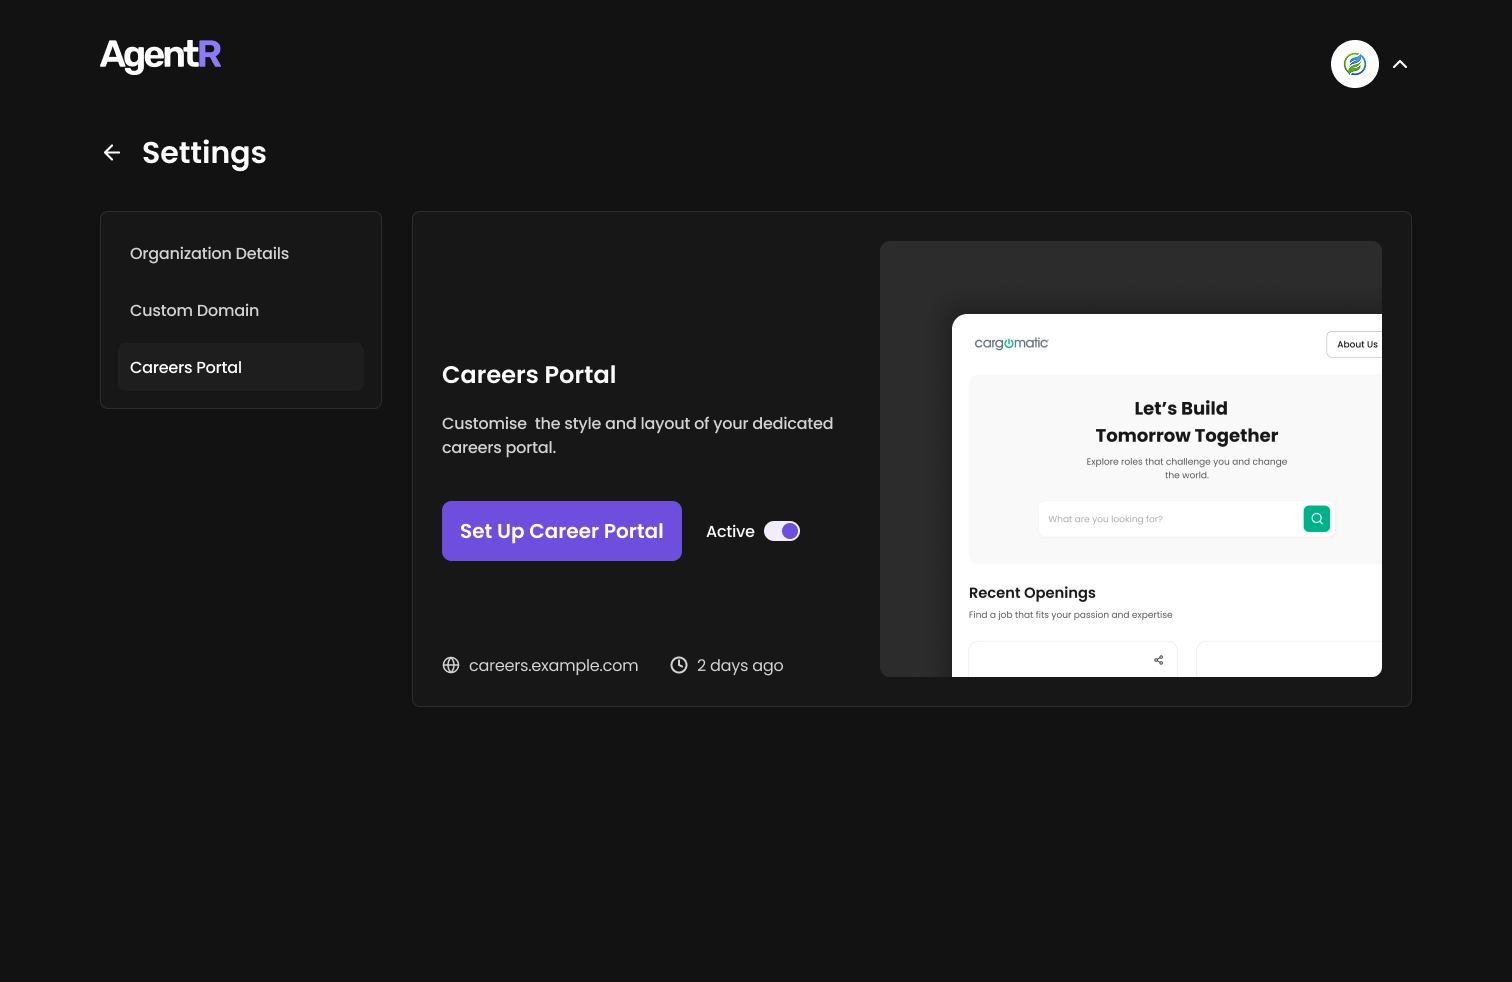 AgentR
Settings
Organization Details
Custom Domain
Careers Portal
Careers Portal
Customise  the style and layout of your dedicated
careers portal.
Set Up Career Portal
Active
careers.example.com
2 days ago
cargomatic
About Us
Let’s Build
Tomorrow Together
Explore roles that challenge you and change
the world.
What are you looking for?
Recent Openings
Find a job that fits your passion and expertise